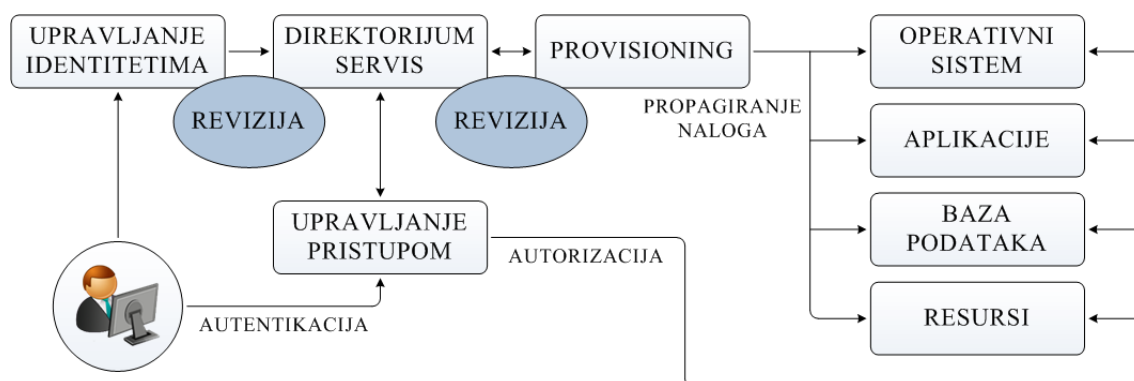 UPRAVLJANJE
IDENTITETIMA
DIREKTORIJUM
SERVIS
PROVISIONING
OPERATIVNI
SISTEM
REVIZIJA
REVIZIJA
PROPAGIRANJE
NALOGA
APLIKACIJE
UPRAVLJANJE
PRISTUPOM
BAZA
PODATAKA
AUTORIZACIJA
AUTENTIKACIJA
RESURSI